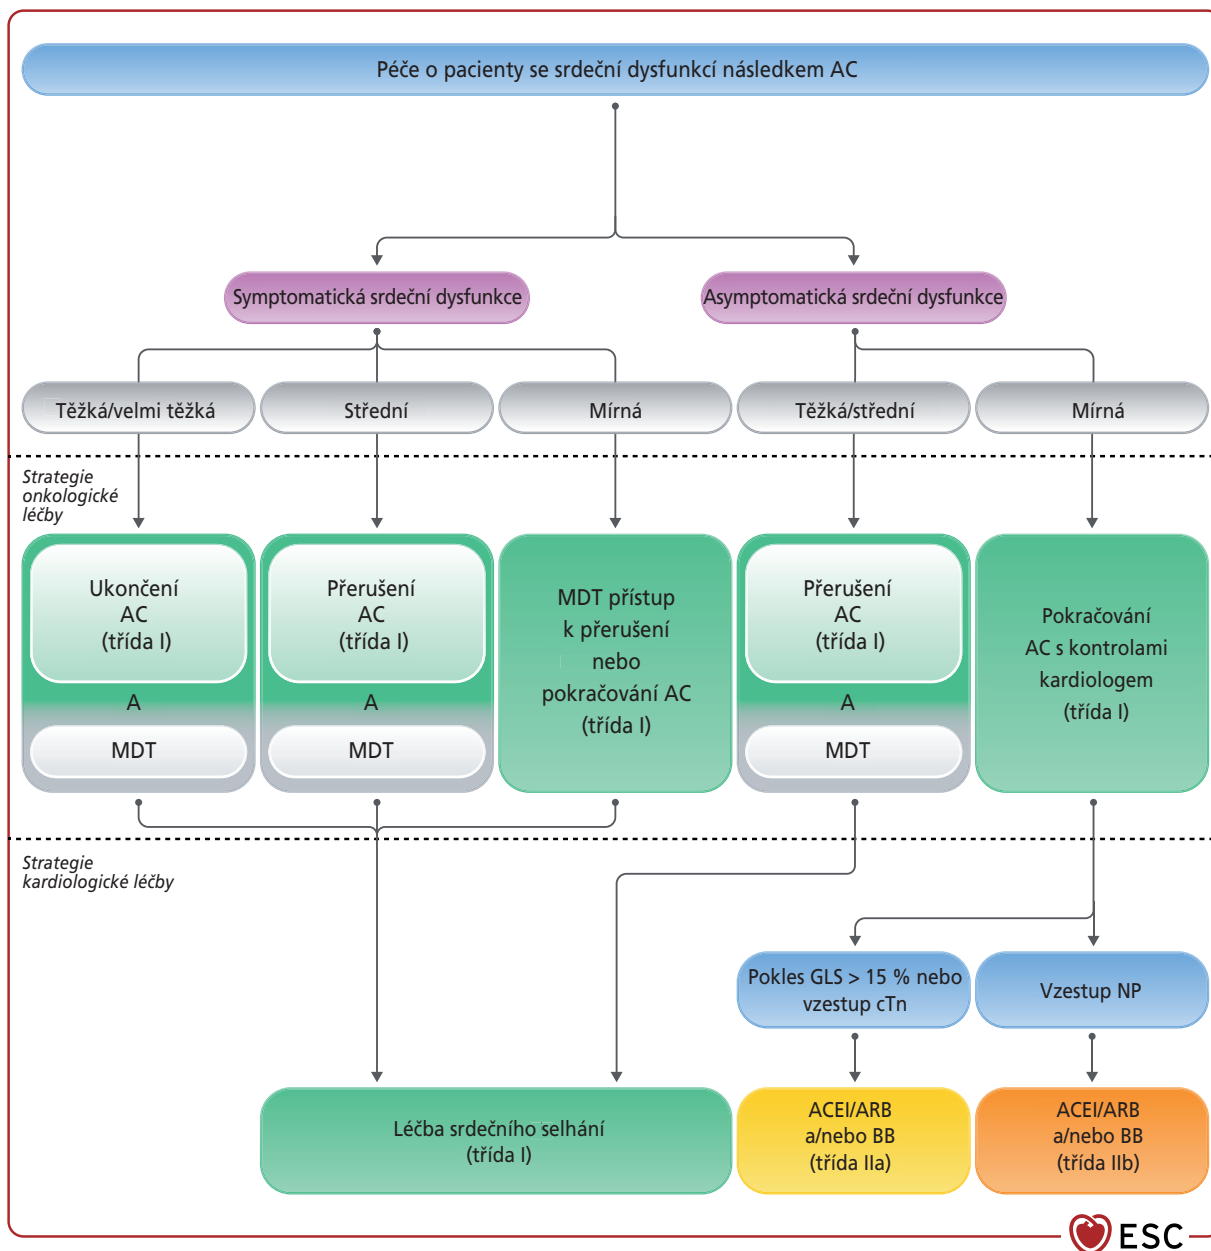 Péče o pacienty se srdeční dysfunkcí následkem AC
Symptomatická srdeční dysfunkce
Asymptomatická srdeční dysfunkce
Těžká/velmi těžká
Střední
Mírná
Těžká/střední
Mírná
Strategie
onkologické
léčby
Ukončení
AC
(třída I)
A
MDT
Přerušení
AC
(třída I)
A
MDT
MDT přístup
k přerušení
nebo
pokračování AC
(třída I)
Přerušení
AC
(třída I)
A
MDT
Pokračování
AC s kontrolami
kardiologem
(třída I)
Strategie
kardiologické léčby
Pokles GLS > 15 % nebo
vzestup cTn
Vzestup NP
Léčba srdečního selhání
(třída I)
ACEI/ARB
a/nebo BB
(třída IIa)
ACEI/ARB
a/nebo BB
(třída IIb)
ESC